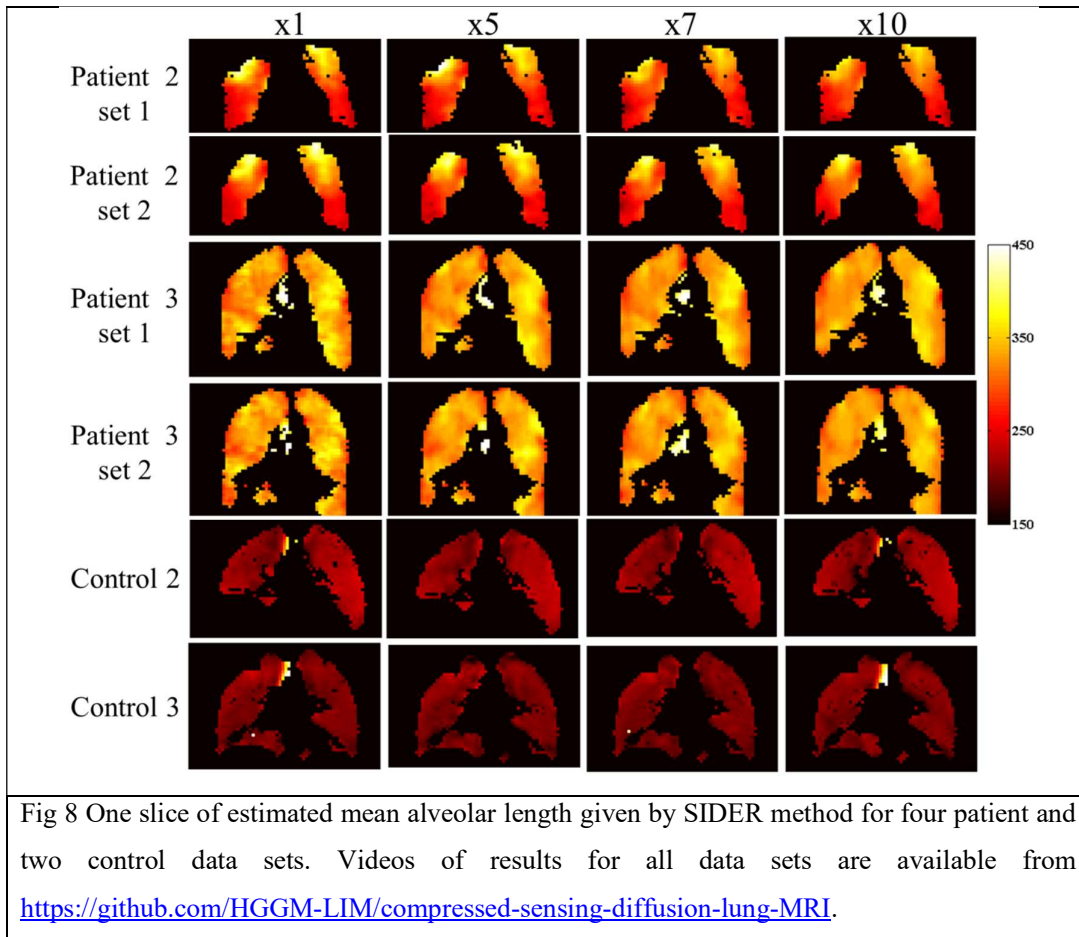 x1 x5 x7 x10
Patient 2
set 1
Patient 2
set 2
Patient 3
set 1
450
350
250
150
Patient 3
set 2
Control 2
Control 3
Fig 8 One slice of estimated mean alveolar length given by SIDER method for four patient and
two control data sets. Videos of results for all data sets are available from
https://github.com/HGGM-LIM/compressed-sensing-diffusion-lung-MRI.